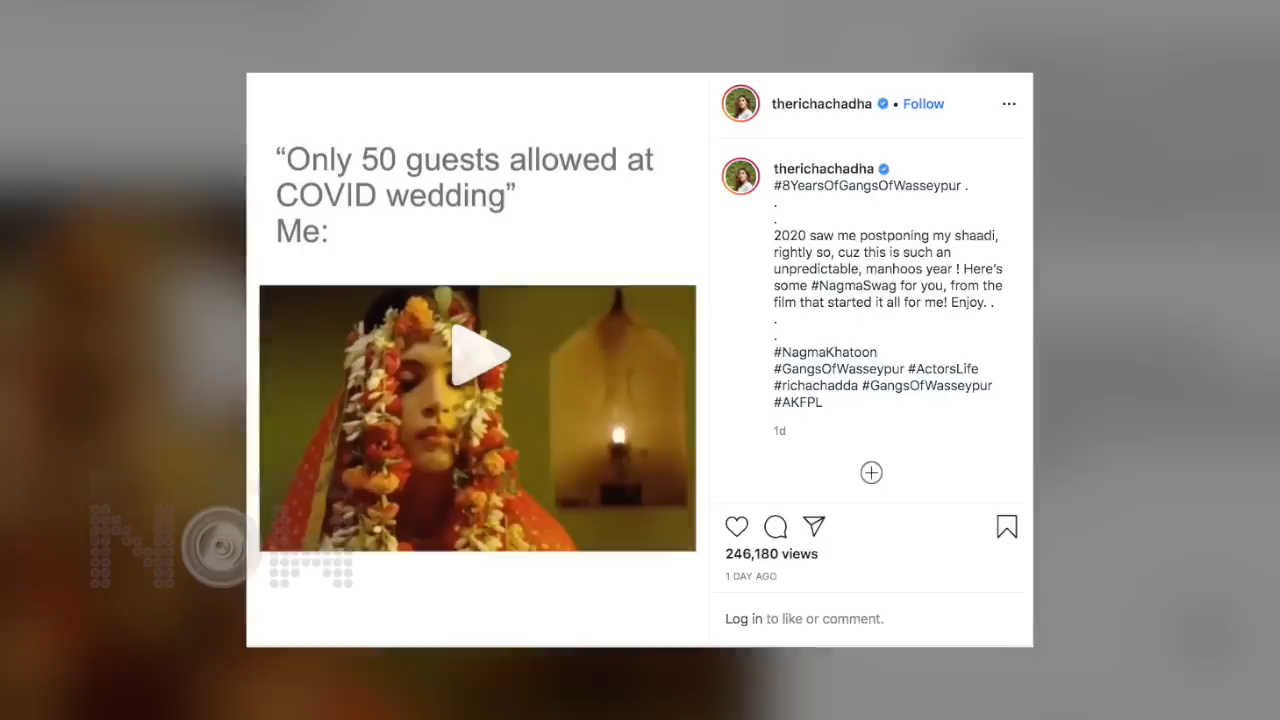 “Only 50 guests allowed at
COVID wedding”
Me:
therichachadha • Follow
therichachadha
#8YearsOfGangsOfWasseypur .
.
.
2020 saw me postponing my shaadi,
rightly so, cuz this is such an
unpredictable, manhoos year ! Here’s
some #NagmaSwag for you, from the
film that started it all for me! Enjoy. .
.
.
#NagmaKhatoon
#GangsOfWasseypur #ActorsLife
#richachadda #GangsOfWasseypur
#AKFPL
1d
246,180 views
1 DAY AGO
Log in to like or comment.